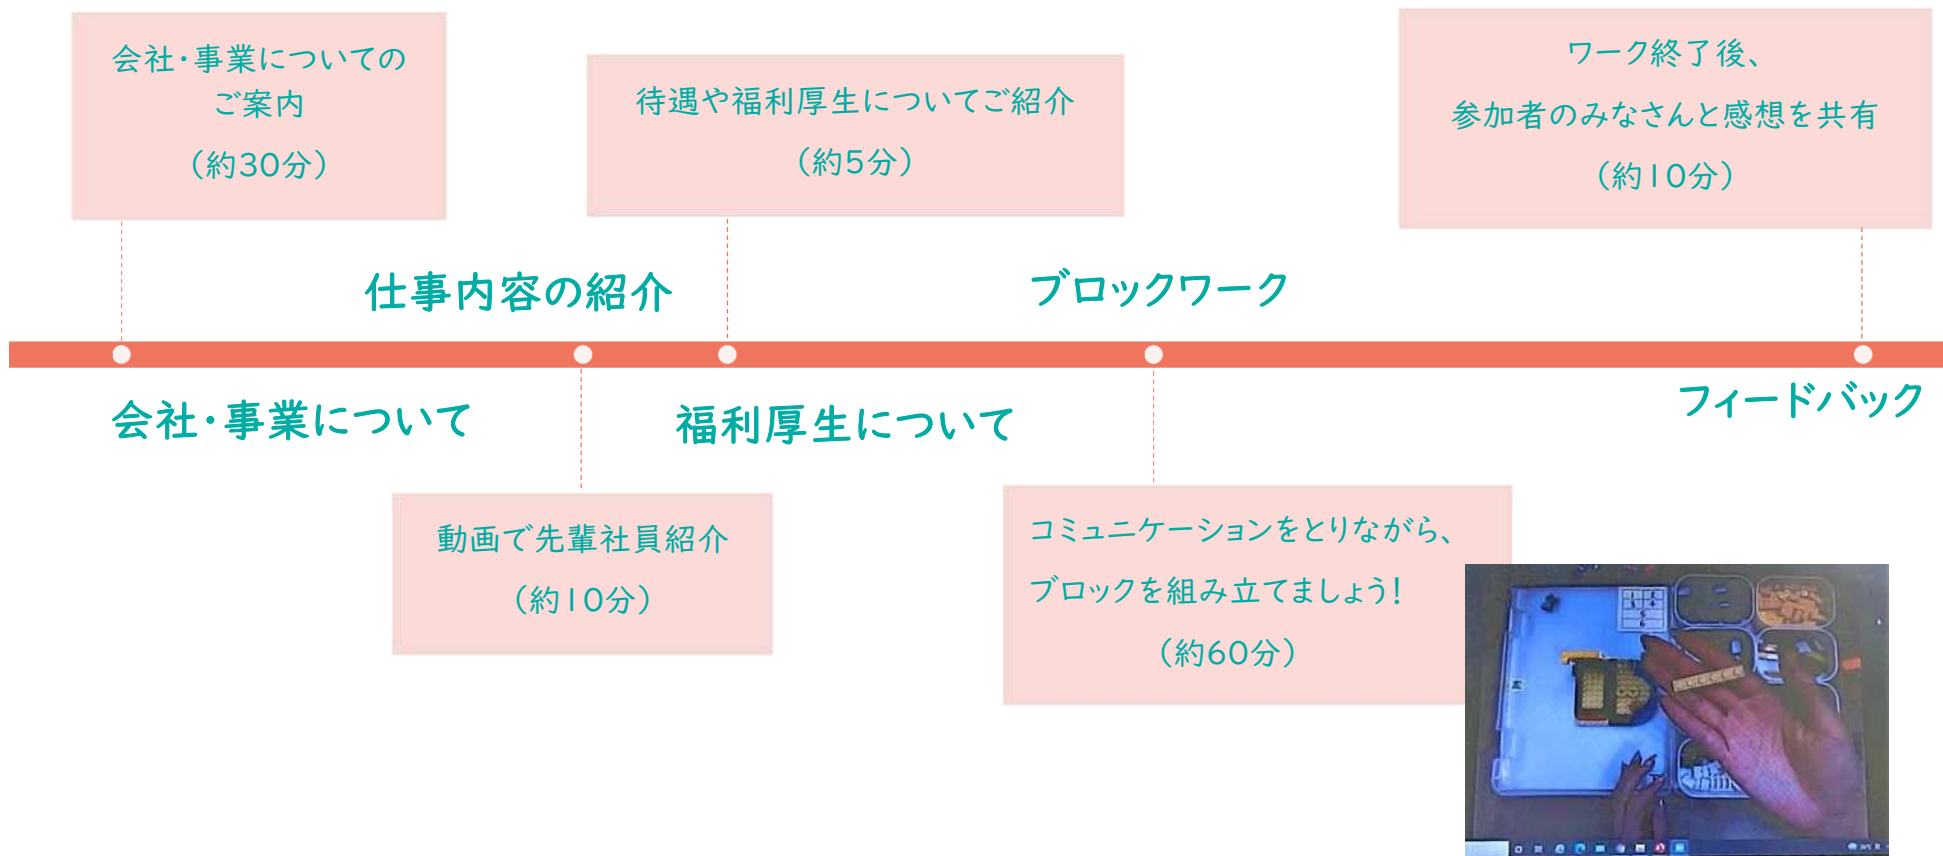 会社・事業についての
ご案内
（約30分）
待遇や福利厚生についてご紹介
（約5分）
ワーク終了後、
参加者のみなさんと感想を共有
（約10分）
仕事内容の紹介
ブロックワーク
会社・事業について
福利厚生について
フィードバック
動画で先輩社員紹介
（約10分）
コミュニケーションをとりながら、
ブロックを組み立てましょう！
（約60分）
1 2
3 4
5
6